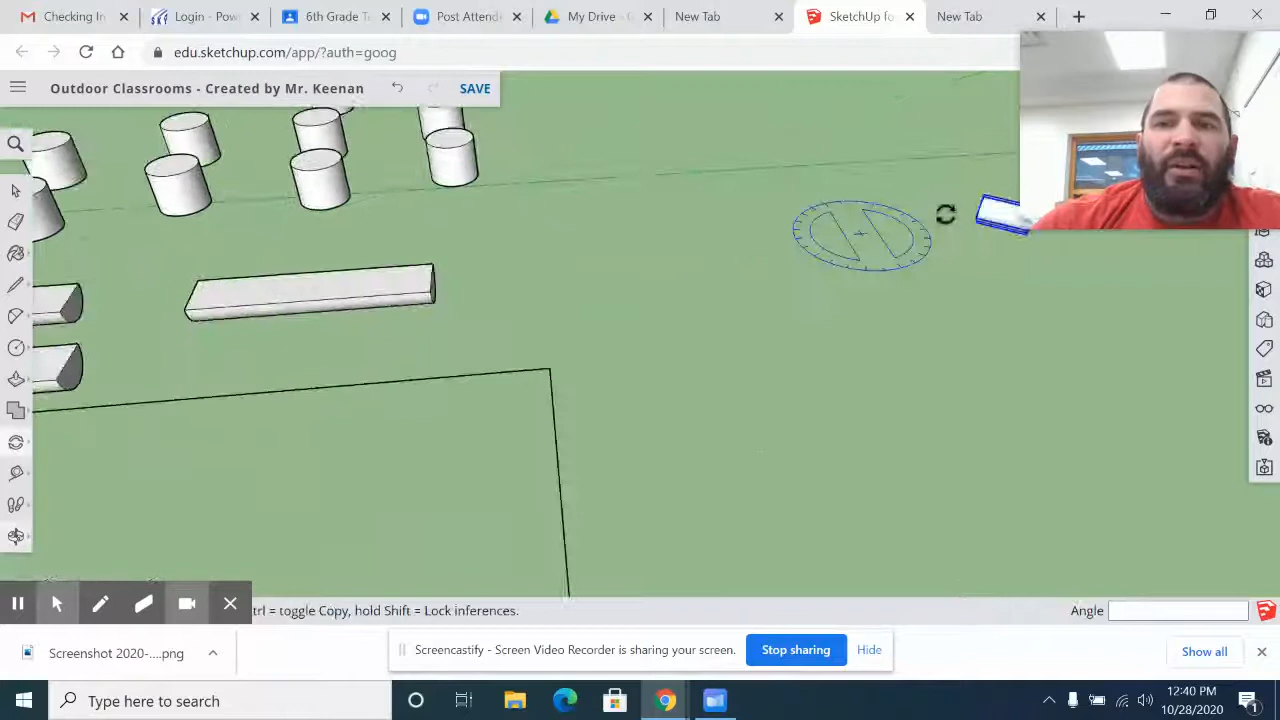 Checking
Login - Pow
6th Grade T
Post Attend
My Drive - G
New Tab
SketchUp fo
New Tab
edu.sketchup.com/app/?auth=goog
Outdoor Classrooms - Created by Mr. Keenan
SAVE
trl = toggle Copy, hold Shift = Lock inferences.
Angle
Screenshot 2020-....png
Screencastify - Screen Video Recorder is sharing your screen.
Stop sharing
Hide
Show all
Type here to search
12:40 PM
10/28/2020
1